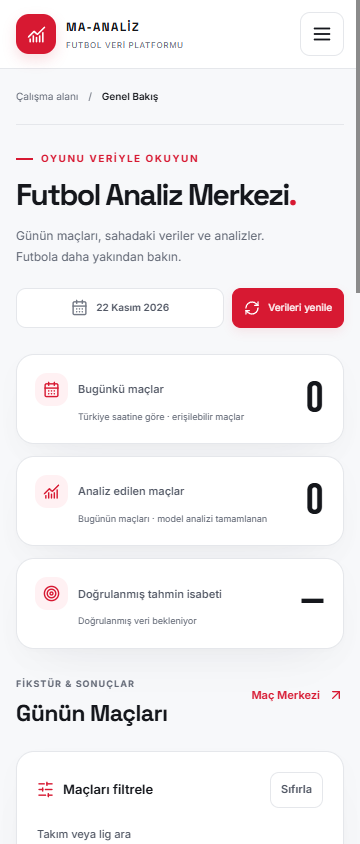 MA-ANALİZ
FUTBOL VERİ PLATFORMU
Çalışma alanı / Genel Bakış
OYUNU VERİYLE OKUYUN
Futbol Analiz Merkezi.
Günün maçları, sahadaki veriler ve analizler.
Futbola daha yakından bakın.
22 Kasım 2026
Verileri yenile
Bugünkü maçlar
0
Türkiye saatine göre · erişilebilir maçlar
Analiz edilen maçlar
0
Bugünün maçları · model analizi tamamlanan
Doğrulanmış tahmin isabeti
—
Doğrulanmış veri bekleniyor
FİKSTÜR & SONUÇLAR
Günün Maçları
Maç Merkezi
Maçları filtrele
Sıfırla
Takım veya lig ara